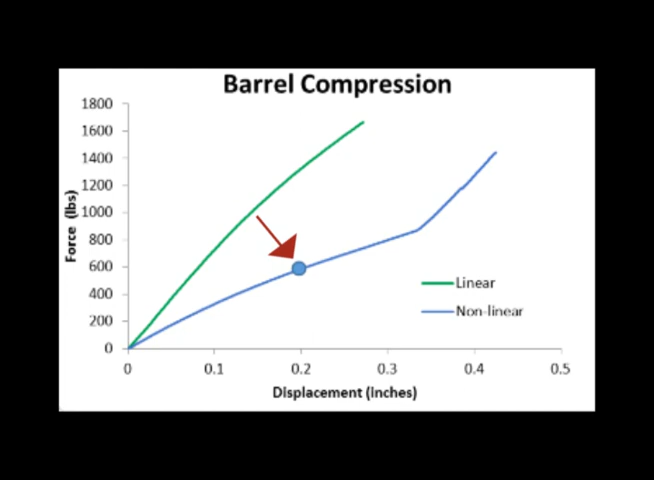 Barrel Compression
1800
1600
1400
1200
1000
800
600
400
200
0
Force (lbs)
Linear
Non-linear
0 0.1 0.2 0.3 0.4 0.5
Displacement (Inches)